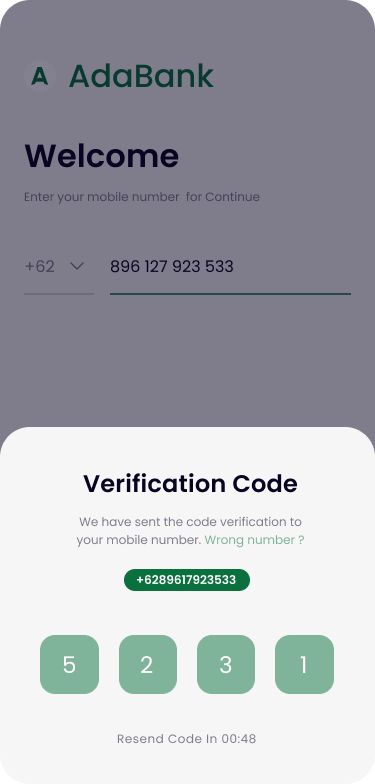 A AdaBank
Welcome
Enter your mobile number for Continue
+62 896 127 923 533
Verification Code
We have sent the code verification to
your mobile number. Wrong number ?
+6289617923533
5 2 3 1
Resend Code In 00:48